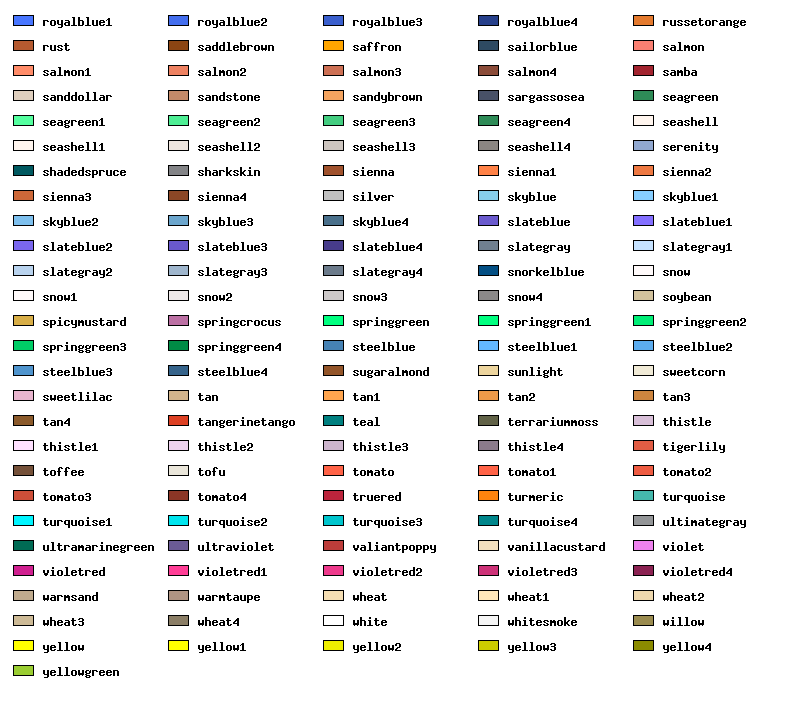 royalblue1 royalblue2 royalblue3 royalblue4 russetorange
rust saddlebrown saffron sailorblue salmon
salmon1 salmon2 salmon3 salmon4 samba
sanddollar sandstone sandybrown sargassosea seagreen
seagreen1 seagreen2 seagreen3 seagreen4 seashell
seashell1 seashell2 seashell3 seashell4 serenity
shadedspruce sharkskin sienna sienna1 sienna2
sienna3 sienna4 silver skyblue skyblue1
skyblue2 skyblue3 skyblue4 slateblue slateblue1
slateblue2 slateblue3 slateblue4 slategray slategray1
slategray2 slategray3 slategray4 snorkelblue snow
snow1 snow2 snow3 snow4 soybean
spicymustard springcrocus springgreen springgreen1 springgreen2
springgreen3 springgreen4 steelblue steelblue1 steelblue2
steelblue3 steelblue4 sugaralmond sunlight sweetcorn
sweetlilac tan tan1 tan2 tan3
tan4 tangerinetango teal terrariummoss thistle
thistle1 thistle2 thistle3 thistle4 tigerlily
toffee tofu tomato tomato1 tomato2
tomato3 tomato4 truered turmeric turquoise
turquoise1 turquoise2 turquoise3 turquoise4 ultimategray
ultramarinegreen ultraviolet valiantpoppy vanillacustard violet
violetred violetred1 violetred2 violetred3 violetred4
warmsand warmtaupe wheat wheat1 wheat2
wheat3 wheat4 white whitesmoke willow
yellow yellow1 yellow2 yellow3 yellow4
yellowgreen